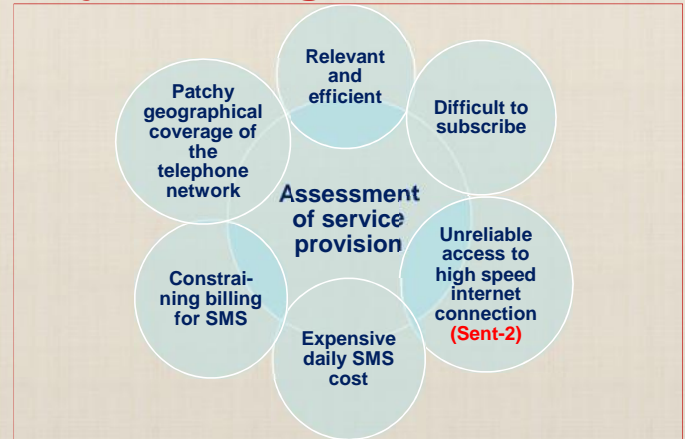 Relevant
and
efficient
Difficult to
subscribe
Unreliable
access to
high speed
internet
connection
(Sent-2)
Expensive
daily SMS
cost
Constrai-
ning billing
for SMS
Patchy
geographical
coverage of
the
telephone
network
Assessment
of service
provision